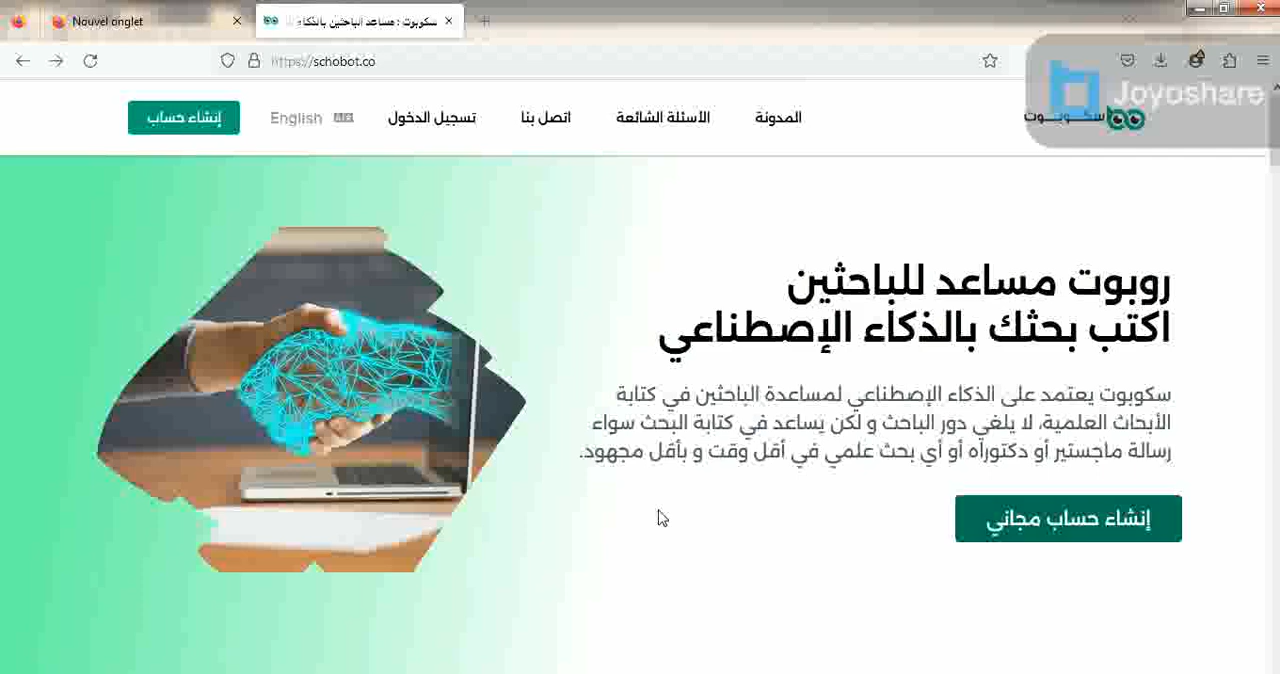 Nouvel onglet
سكوبوت : مساعد الباحثين بالذكاء
https://schobot.co
Joyoshare
سكوبوت
المدونة
الأسئلة الشائعة
اتصل بنا
تسجيل الدخول
English
إنشاء حساب
روبوت مساعد للباحثين
اكتب بحثك بالذكاء الإصطناعي
سكوبوت يعتمد على الذكاء الإصطناعي لمساعدة الباحثين في كتابة
الأبحاث العلمية، لا يلغي دور الباحث و لكن يساعد في كتابة البحث سواء
رسالة ماجستير أو دكتوراه أو أي بحث علمي في أقل وقت و بأقل مجهود.
إنشاء حساب مجاني